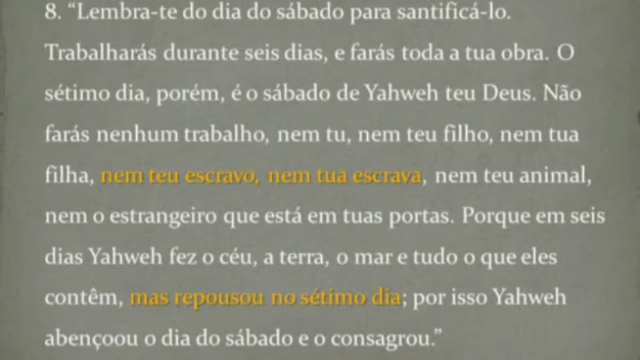 8. “Lembra-te do dia do sábado para santificá-lo.
Trabalharás durante seis dias, e farás toda a tua obra. O
sétimo dia, porém, é o sábado de Yahweh teu Deus. Não
farás nenhum trabalho, nem tu, nem teu filho, nem tua
filha, nem teu escravo, nem tua escrava, nem teu animal,
nem o estrangeiro que está em tuas portas. Porque em seis
dias Yahweh fez o céu, a terra, o mar e tudo o que eles
contêm, mas repousou no sétimo dia; por isso Yahweh
abençoou o dia do sábado e o consagrou.”